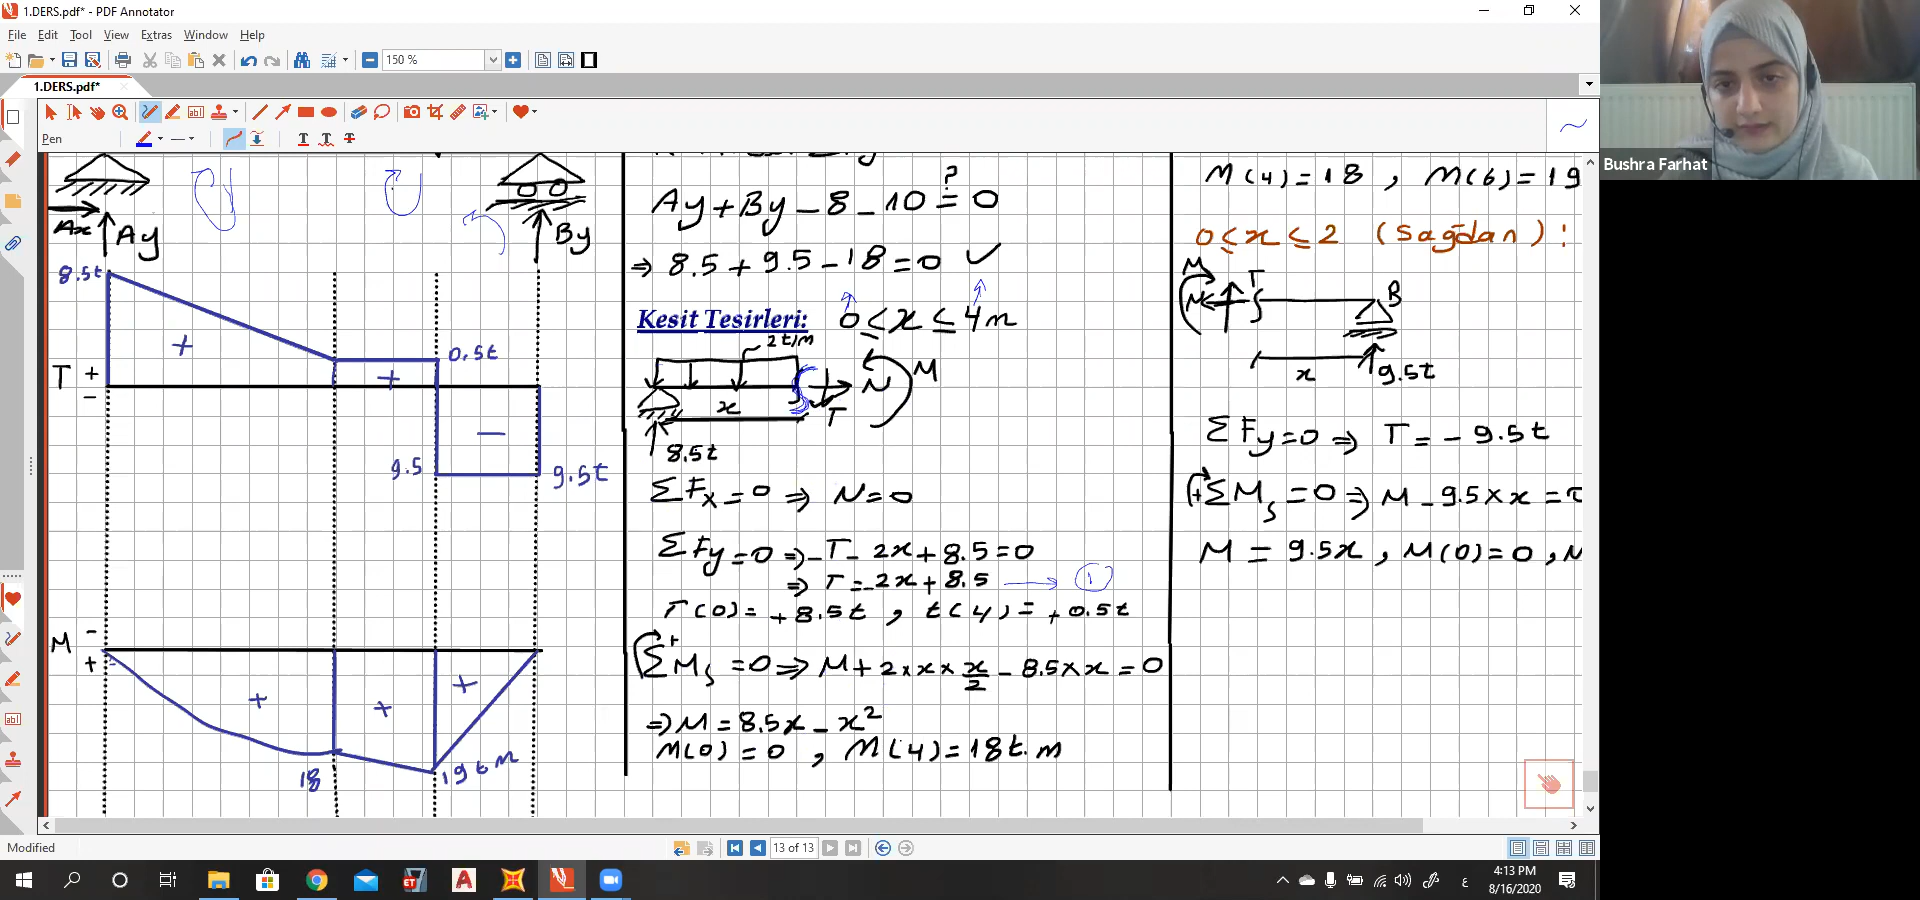 1.DERS.pdf* - PDF Annotator
File Edit Tool View Extras Window Help
150 %
1.DERS.pdf*
Pen
Bushra Farhat
Ax
Ay
By
8.5t
+
0.5t
T + -
+
-
9.5
9.5t
M - +
+
+
+
18
19 t m
Ay + By - 8 - 10 ≟ 0
⇒ 8.5 + 9.5 - 18 = 0 ✓
Kesit Tesirleri: 0 ≤ x ≤ 4m
2t/m
M
N
x
T
8.5t
ΣFx = 0 ⇒ N = 0
ΣFy = 0 ⇒ -T - 2x + 8.5 = 0
⇒ T = -2x + 8.5 → 1
T(0) = +8.5t , t(4) = +0.5t
+ ΣMs = 0 ⇒ M + 2 × x × x/2 - 8.5 × x = 0
⇒ M = 8.5x - x²
M(0) = 0 , M(4) = 18t.m
M(4) = 18 , M(6) = 19
0 ≤ x ≤ 2 (Sağdan) :
M
N
T
B
x
9.5t
ΣFy = 0 ⇒ T = - 9.5t
+ ΣMs = 0 ⇒ M - 9.5 × x =
M = 9.5x , M(0) = 0 ,
Modified
13 of 13
4:13 PM
8/16/2020
ع